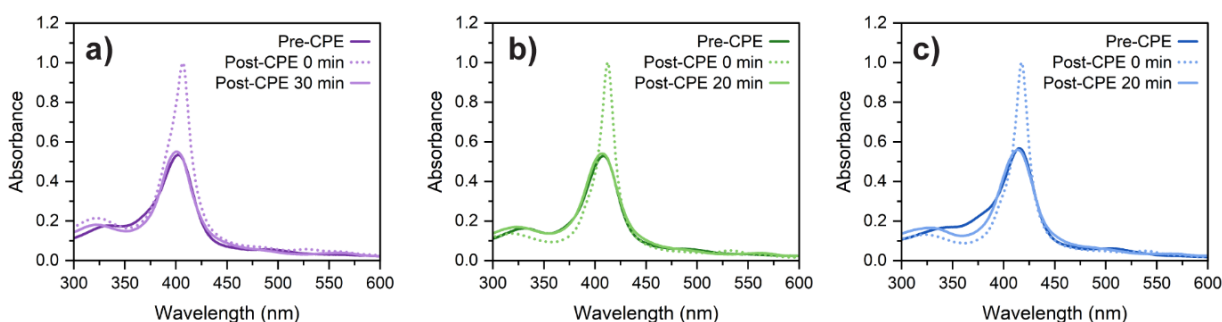 a)
Pre-CPE
Post-CPE 0 min
Post-CPE 30 min
1.2
1.0
0.8
0.6
0.4
0.2
0.0
Absorbance
300 350 400 450 500 550 600
Wavelength (nm)
b)
Pre-CPE
Post-CPE 0 min
Post-CPE 20 min
1.2
1.0
0.8
0.6
0.4
0.2
0.0
Absorbance
300 350 400 450 500 550 600
Wavelength (nm)
c)
Pre-CPE
Post-CPE 0 min
Post-CPE 20 min
1.2
1.0
0.8
0.6
0.4
0.2
0.0
Absorbance
300 350 400 450 500 550 600
Wavelength (nm)